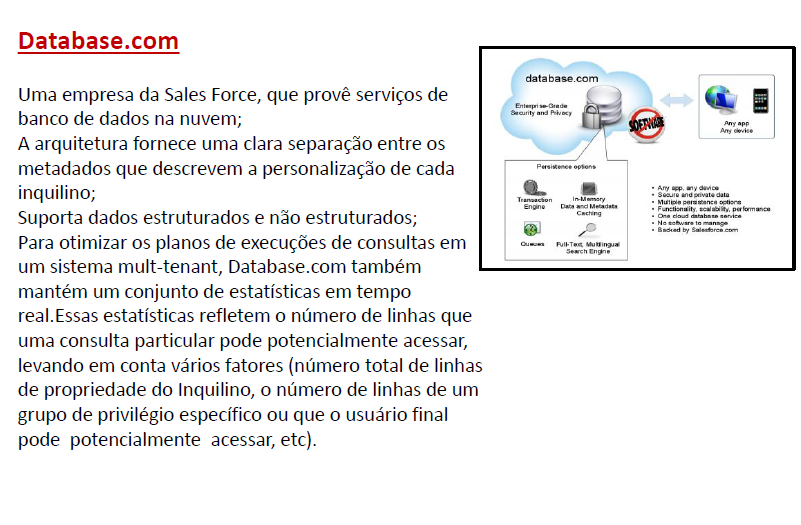 Database.com
Uma empresa da Sales Force, que provê serviços de
banco de dados na nuvem;
A arquitetura fornece uma clara separação entre os
metadados que descrevem a personalização de cada
inquilino;
Suporta dados estruturados e não estruturados;
Para otimizar os planos de execuções de consultas em
um sistema mult-tenant, Database.com também
mantém um conjunto de estatísticas em tempo
real.Essas estatísticas refletem o número de linhas que
uma consulta particular pode potencialmente acessar,
levando em conta vários fatores (número total de linhas
de propriedade do Inquilino, o número de linhas de um
grupo de privilégio específico ou que o usuário final
pode potencialmente acessar, etc).
database.com
Enterprise-Grade
Security and Privacy
SOFTWARE
Any app
Any device
Persistence options
Transaction
Engine
In-Memory
Data and Metadata
Caching
Queues
Full-Text, Multilingual
Search Engine
• Any app, any device
• Secure and private data
• Multiple persistence options
• Functionality, scalability, performance
• One cloud database service
• No software to manage
• Backed by Salesforce.com